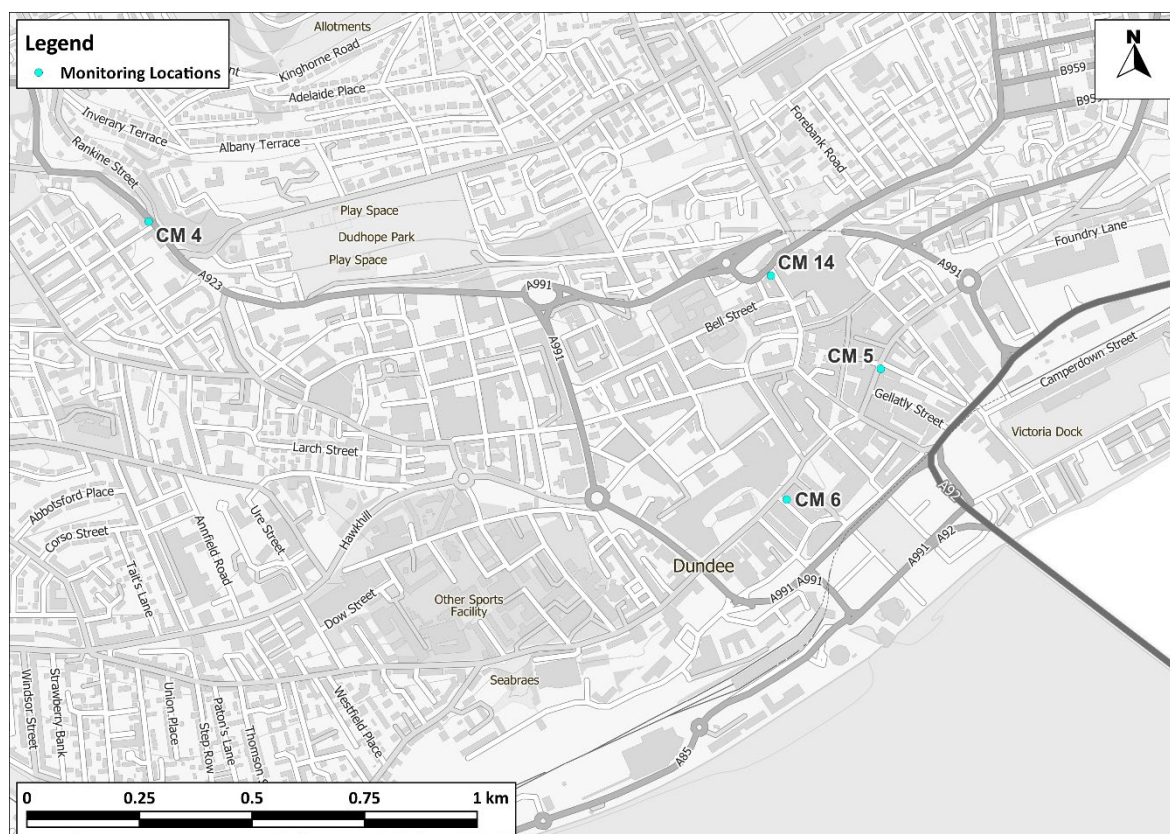 Legend
Monitoring Locations
N
Allotments
Kinghorne Road
Adelaide Place
Inverary Terrace
Albany Terrace
Rankine Street
Forebank Road
B959
CM 4
A923
Play Space
Dudhope Park
Play Space
A991
A991
CM 14
Bell Street
Foundry Lane
A991
CM 5
Gellatly Street
Camperdown Street
Victoria Dock
A92
Larch Street
Abbotsford Place
Corso Street
Tait's Lane
Annfield Road
Ure Street
Hawkhill
Dow Street
Other Sports
Facility
CM 6
Dundee
A991
A991
A991
A92
Seabraes
Windsor Street
Strawberry Bank
Union Place
Step Row
Paton's Lane
Westfield Place
A85
0
0.25
0.5
0.75
1 km